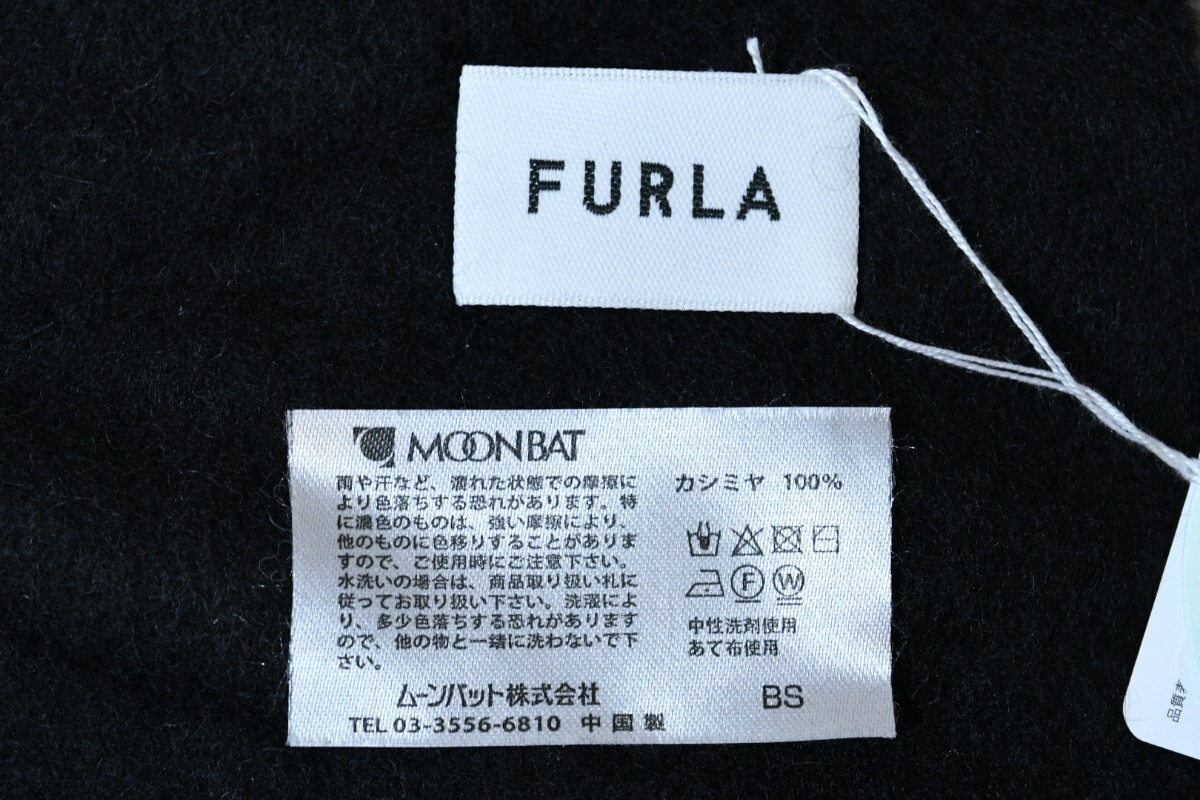 FURLA
MOONBAT
雨や汗など、濡れた状態での摩擦に
より色落ちする恐れがあります。特
に濃色のものは、強い摩擦により、
他のものに色移りすることがありま
すので、ご使用時にご注意下さい。
水洗いの場合は、商品取り扱い札に
従ってお取り扱い下さい。洗濯によ
り、多少色落ちする恐れがあります
ので、他の物と一緒に洗わないで下
さい。
カシミヤ 100%
F W
中性洗剤使用
あて布使用
ムーンバット株式会社 BS
TEL 03-3556-6810 中国製